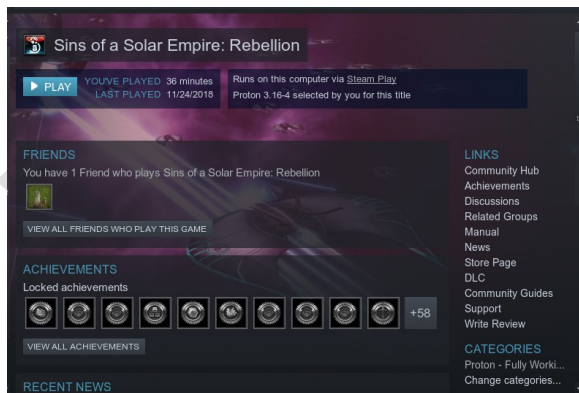 Sins of a Solar Empire: Rebellion
PLAY
YOU'VE PLAYED 36 minutes
LAST PLAYED 11/24/2018
Runs on this computer via Steam Play
Proton 3.16-4 selected by you for this title
FRIENDS
You have 1 Friend who plays Sins of a Solar Empire: Rebellion
VIEW ALL FRIENDS WHO PLAY THIS GAME
ACHIEVEMENTS
Locked achievements
+58
VIEW ALL ACHIEVEMENTS
RECENT NEWS
LINKS
Community Hub
Achievements
Discussions
Related Groups
Manual
News
Store Page
DLC
Community Guides
Support
Write Review
CATEGORIES
Proton - Fully Worki...
Change categories...